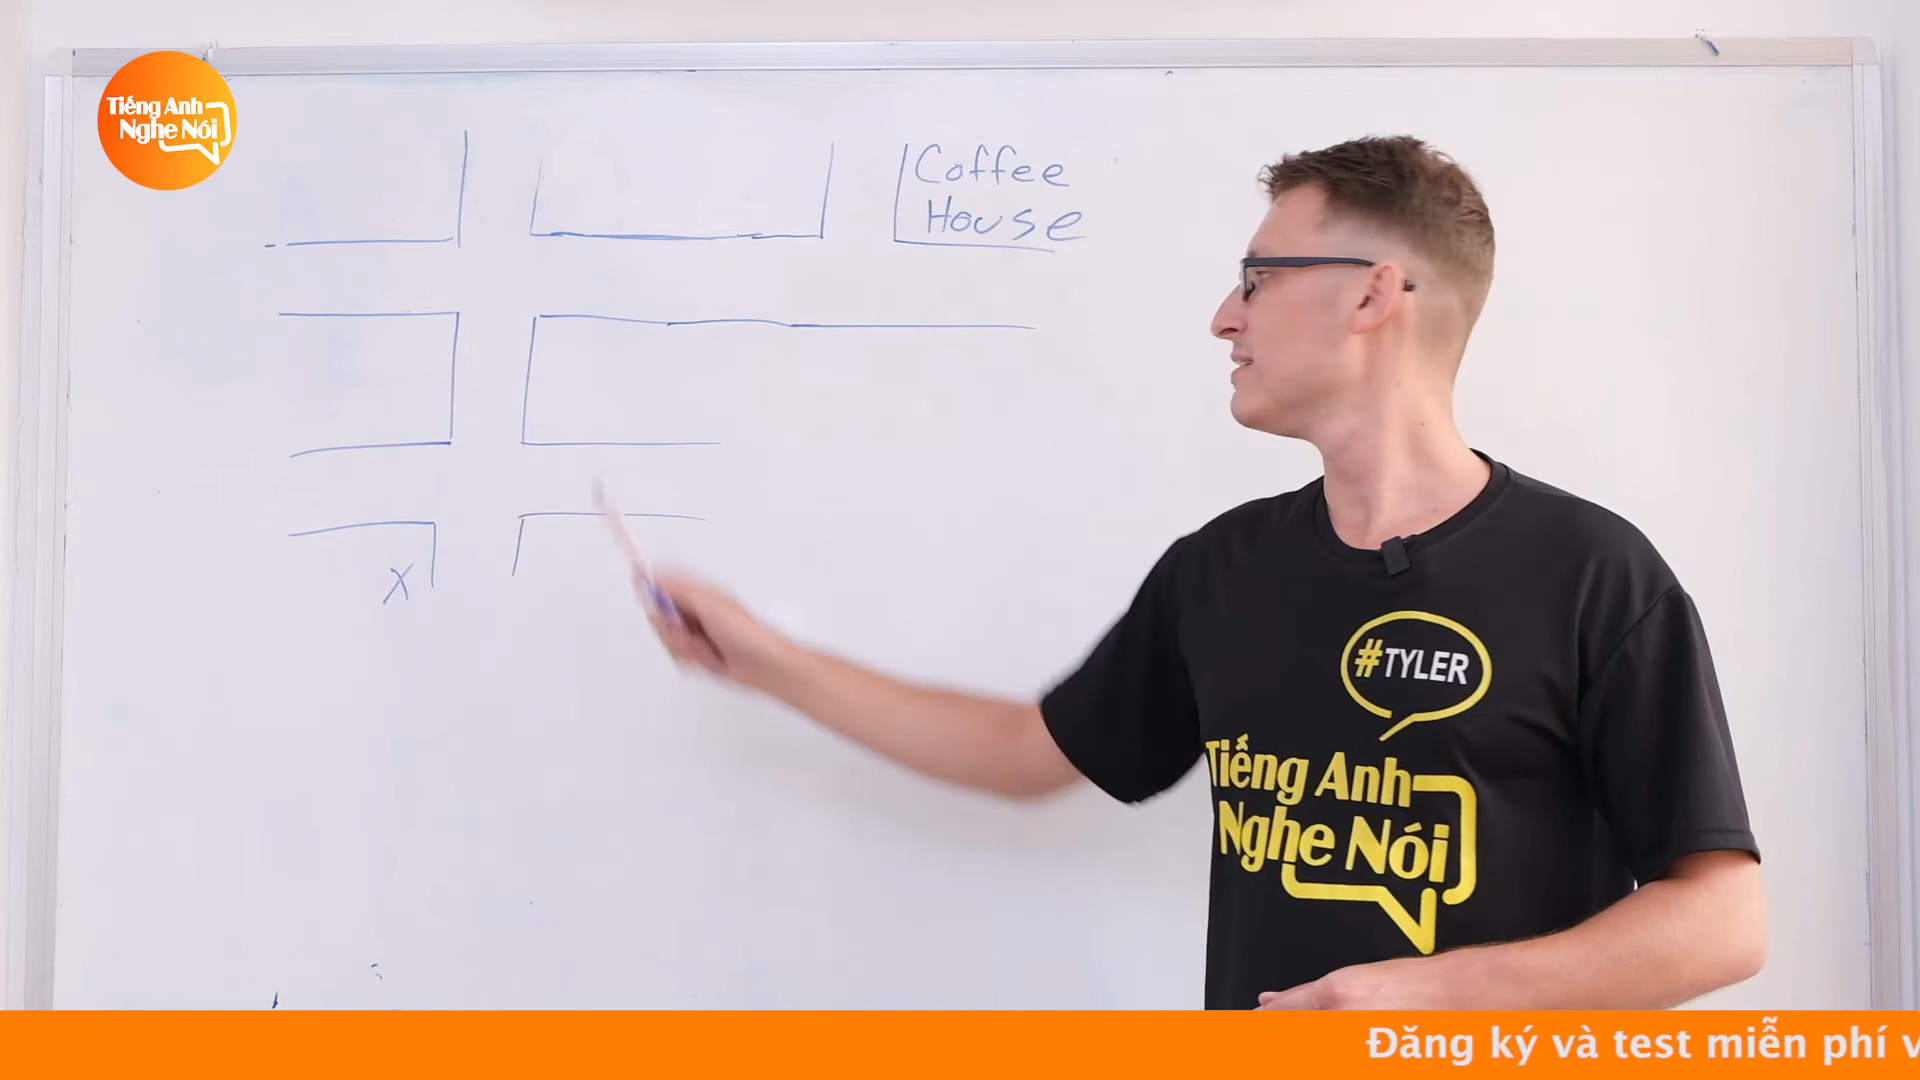 Tiếng Anh
Nghe Nói
Coffee
House
X
#TYLER
Tiếng Anh
Nghe Nói
Đăng ký và test miễn phí v